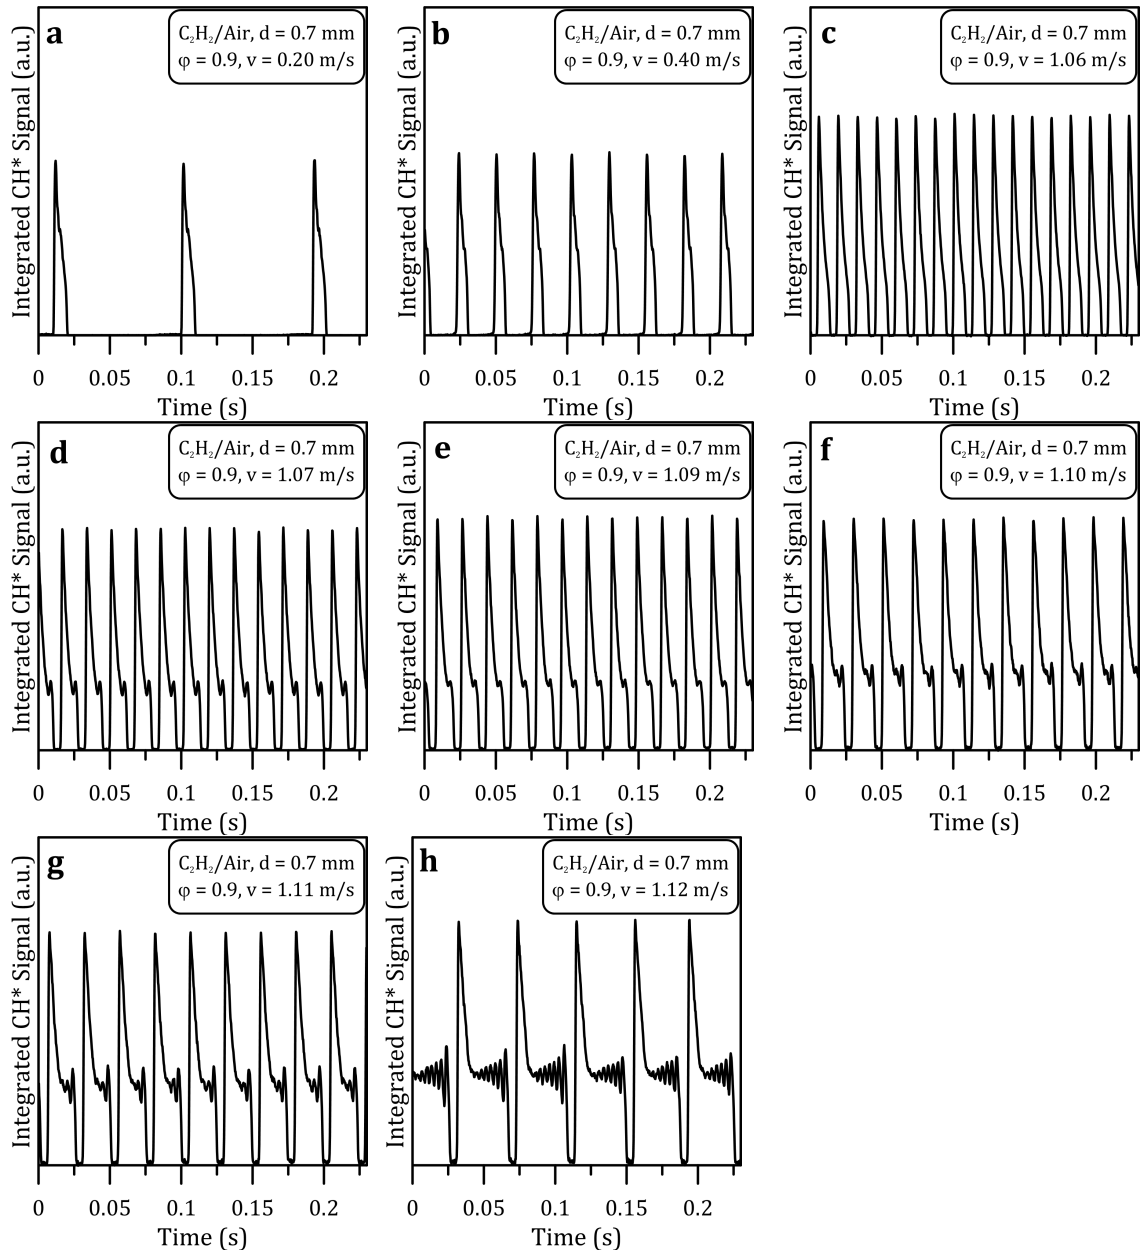 a
C₂H₂/Air, d = 0.7 mm
φ = 0.9, v = 0.20 m/s
Integrated CH* Signal (a.u.)
0 0.05 0.1 0.15 0.2
Time (s)
b
C₂H₂/Air, d = 0.7 mm
φ = 0.9, v = 0.40 m/s
Integrated CH* Signal (a.u.)
0 0.05 0.1 0.15 0.2
Time (s)
c
C₂H₂/Air, d = 0.7 mm
φ = 0.9, v = 1.06 m/s
Integrated CH* Signal (a.u.)
0 0.05 0.1 0.15 0.2
Time (s)
d
C₂H₂/Air, d = 0.7 mm
φ = 0.9, v = 1.07 m/s
Integrated CH* Signal (a.u.)
0 0.05 0.1 0.15 0.2
Time (s)
e
C₂H₂/Air, d = 0.7 mm
φ = 0.9, v = 1.09 m/s
Integrated CH* Signal (a.u.)
0 0.05 0.1 0.15 0.2
Time (s)
f
C₂H₂/Air, d = 0.7 mm
φ = 0.9, v = 1.10 m/s
Integrated CH* Signal (a.u.)
0 0.05 0.1 0.15 0.2
Time (s)
g
C₂H₂/Air, d = 0.7 mm
φ = 0.9, v = 1.11 m/s
Integrated CH* Signal (a.u.)
0 0.05 0.1 0.15 0.2
Time (s)
h
C₂H₂/Air, d = 0.7 mm
φ = 0.9, v = 1.12 m/s
Integrated CH* Signal (a.u.)
0 0.05 0.1 0.15 0.2
Time (s)